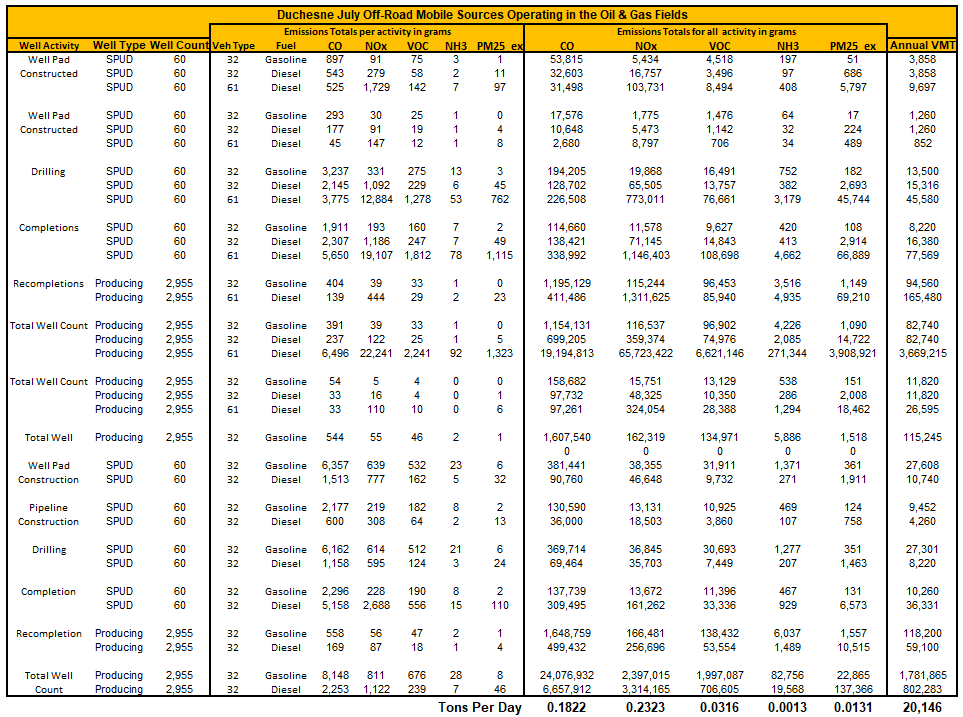 Duchesne July Off-Road Mobile Sources Operating in the Oil & Gas Fields
Emissions Totals per activity in grams Emissions Totals for all activity in grams
Well Activity Well Type Well Count Veh Type Fuel CO NOx VOC NH3 PM25_ex CO NOx VOC NH3 PM25_ex Annual VMT
Well Pad SPUD 60 32 Gasoline 897 91 75 3 1 53,815 5,434 4,518 197 51 3,858
Constructed SPUD 60 32 Diesel 543 279 58 2 11 32,603 16,757 3,496 97 686 3,858
SPUD 60 61 Diesel 525 1,729 142 7 97 31,498 103,731 8,494 408 5,797 9,697
Well Pad SPUD 60 32 Gasoline 293 30 25 1 0 17,576 1,775 1,476 64 17 1,260
Constructed SPUD 60 32 Diesel 177 91 19 1 4 10,648 5,473 1,142 32 224 1,260
SPUD 60 61 Diesel 45 147 12 1 8 2,680 8,797 706 34 489 852
Drilling SPUD 60 32 Gasoline 3,237 331 275 13 3 194,205 19,868 16,491 752 182 13,500
SPUD 60 32 Diesel 2,145 1,092 229 6 45 128,702 65,505 13,757 382 2,693 15,316
SPUD 60 61 Diesel 3,775 12,884 1,278 53 762 226,508 773,011 76,661 3,179 45,744 45,580
Completions SPUD 60 32 Gasoline 1,911 193 160 7 2 114,660 11,578 9,627 420 108 8,220
SPUD 60 32 Diesel 2,307 1,186 247 7 49 138,421 71,145 14,843 413 2,914 16,380
SPUD 60 61 Diesel 5,650 19,107 1,812 78 1,115 338,992 1,146,403 108,698 4,662 66,889 77,569
Recompletions Producing 2,955 32 Gasoline 404 39 33 1 0 1,195,129 115,244 96,453 3,516 1,149 94,560
Producing 2,955 61 Diesel 139 444 29 2 23 411,486 1,311,625 85,940 4,935 69,210 165,480
Total Well Count Producing 2,955 32 Gasoline 391 39 33 1 0 1,154,131 116,537 96,902 4,226 1,090 82,740
Producing 2,955 32 Diesel 237 122 25 1 5 699,205 359,374 74,976 2,085 14,722 82,740
Producing 2,955 61 Diesel 6,496 22,241 2,241 92 1,323 19,194,813 65,723,422 6,621,146 271,344 3,908,921 3,669,215
Total Well Count Producing 2,955 32 Gasoline 54 5 4 0 0 158,682 15,751 13,129 538 151 11,820
Producing 2,955 32 Diesel 33 16 4 0 1 97,732 48,325 10,350 286 2,008 11,820
Producing 2,955 61 Diesel 33 110 10 0 6 97,261 324,054 28,388 1,294 18,462 26,595
Total Well Producing 2,955 32 Gasoline 544 55 46 2 1 1,607,540 162,319 134,971 5,886 1,518 115,245
0 0 0 0 0
Well Pad SPUD 60 32 Gasoline 6,357 639 532 23 6 381,441 38,355 31,911 1,371 361 27,608
Construction SPUD 60 32 Diesel 1,513 777 162 5 32 90,760 46,648 9,732 271 1,911 10,740
Pipeline SPUD 60 32 Gasoline 2,177 219 182 8 2 130,590 13,131 10,925 469 124 9,452
Construction SPUD 60 32 Diesel 600 308 64 2 13 36,000 18,503 3,860 107 758 4,260
Drilling SPUD 60 32 Gasoline 6,162 614 512 21 6 369,714 36,845 30,693 1,277 351 27,301
SPUD 60 32 Diesel 1,158 595 124 3 24 69,464 35,703 7,449 207 1,463 8,220
Completion SPUD 60 32 Gasoline 2,296 228 190 8 2 137,739 13,672 11,396 467 131 10,260
SPUD 60 32 Diesel 5,158 2,688 556 15 110 309,495 161,262 33,336 929 6,573 36,331
Recompletion Producing 2,955 32 Gasoline 558 56 47 2 1 1,648,759 166,481 138,432 6,037 1,557 118,200
Producing 2,955 32 Diesel 169 87 18 1 4 499,432 256,696 53,554 1,489 10,515 59,100
Total Well Producing 2,955 32 Gasoline 8,148 811 676 28 8 24,076,932 2,397,015 1,997,087 82,756 22,865 1,781,865
Count Producing 2,955 32 Diesel 2,253 1,122 239 7 46 6,657,912 3,314,165 706,605 19,568 137,366 802,283
Tons Per Day 0.1822 0.2323 0.0316 0.0013 0.0131 20,146